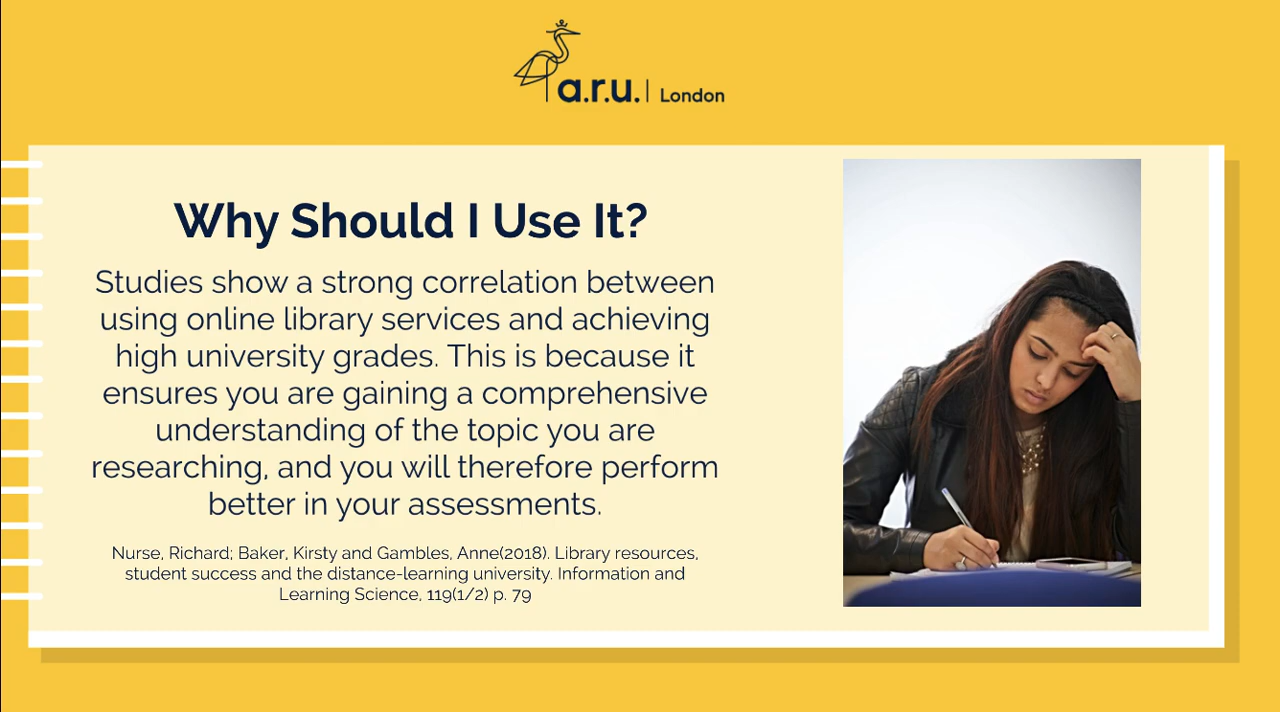 a.r.u. | London
Why Should I Use It?
Studies show a strong correlation between
using online library services and achieving
high university grades. This is because it
ensures you are gaining a comprehensive
understanding of the topic you are
researching, and you will therefore perform
better in your assessments.
Nurse, Richard; Baker, Kirsty and Gambles, Anne(2018). Library resources,
student success and the distance-learning university. Information and
Learning Science, 119(1/2) p. 79